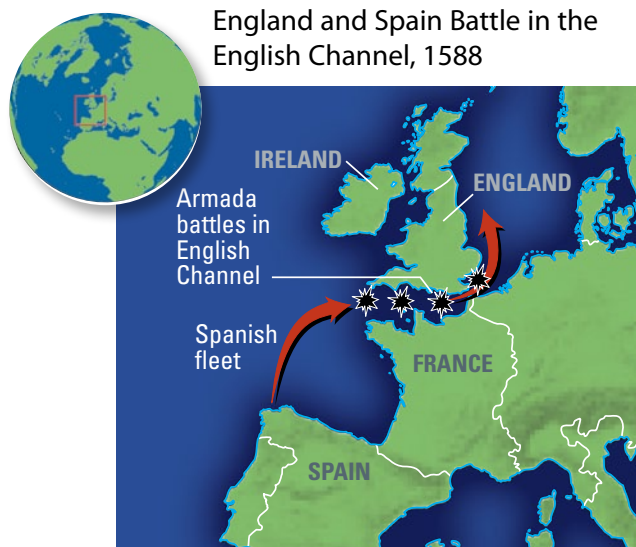 England and Spain Battle in the
English Channel, 1588
IRELAND
ENGLAND
Armada
battles in
English
Channel
Spanish
fleet
FRANCE
SPAIN